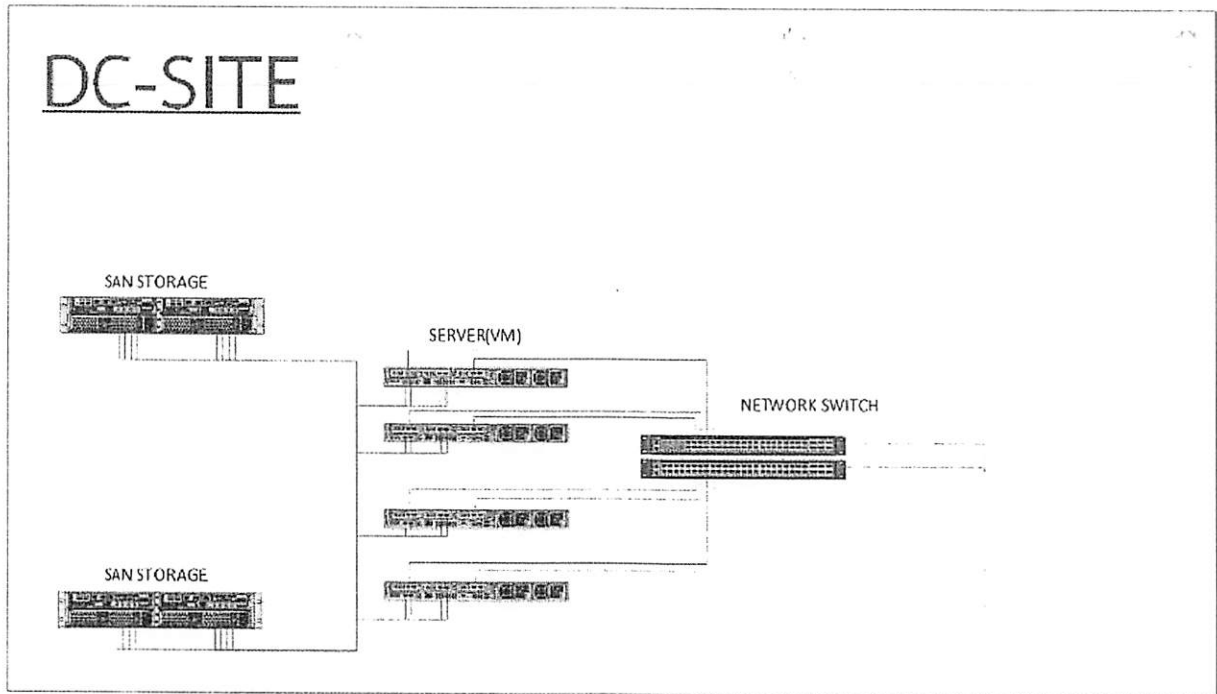 DC-SITE
SAN STORAGE
SERVER(VM)
NETWORK SWITCH
SAN STORAGE